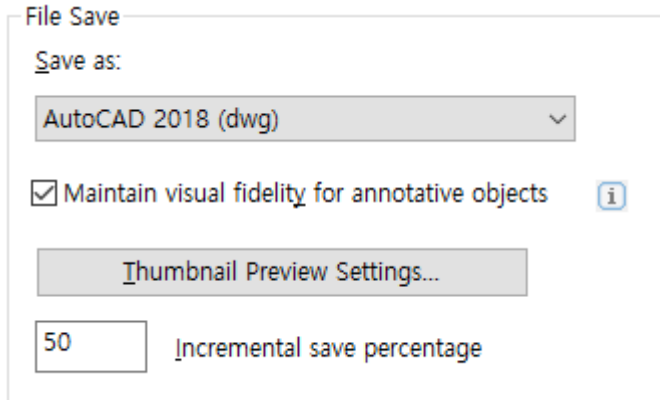 File Save
Save as:
AutoCAD 2018 (dwg)
Maintain visual fidelity for annotative objects
Thumbnail Preview Settings...
50 Incremental save percentage